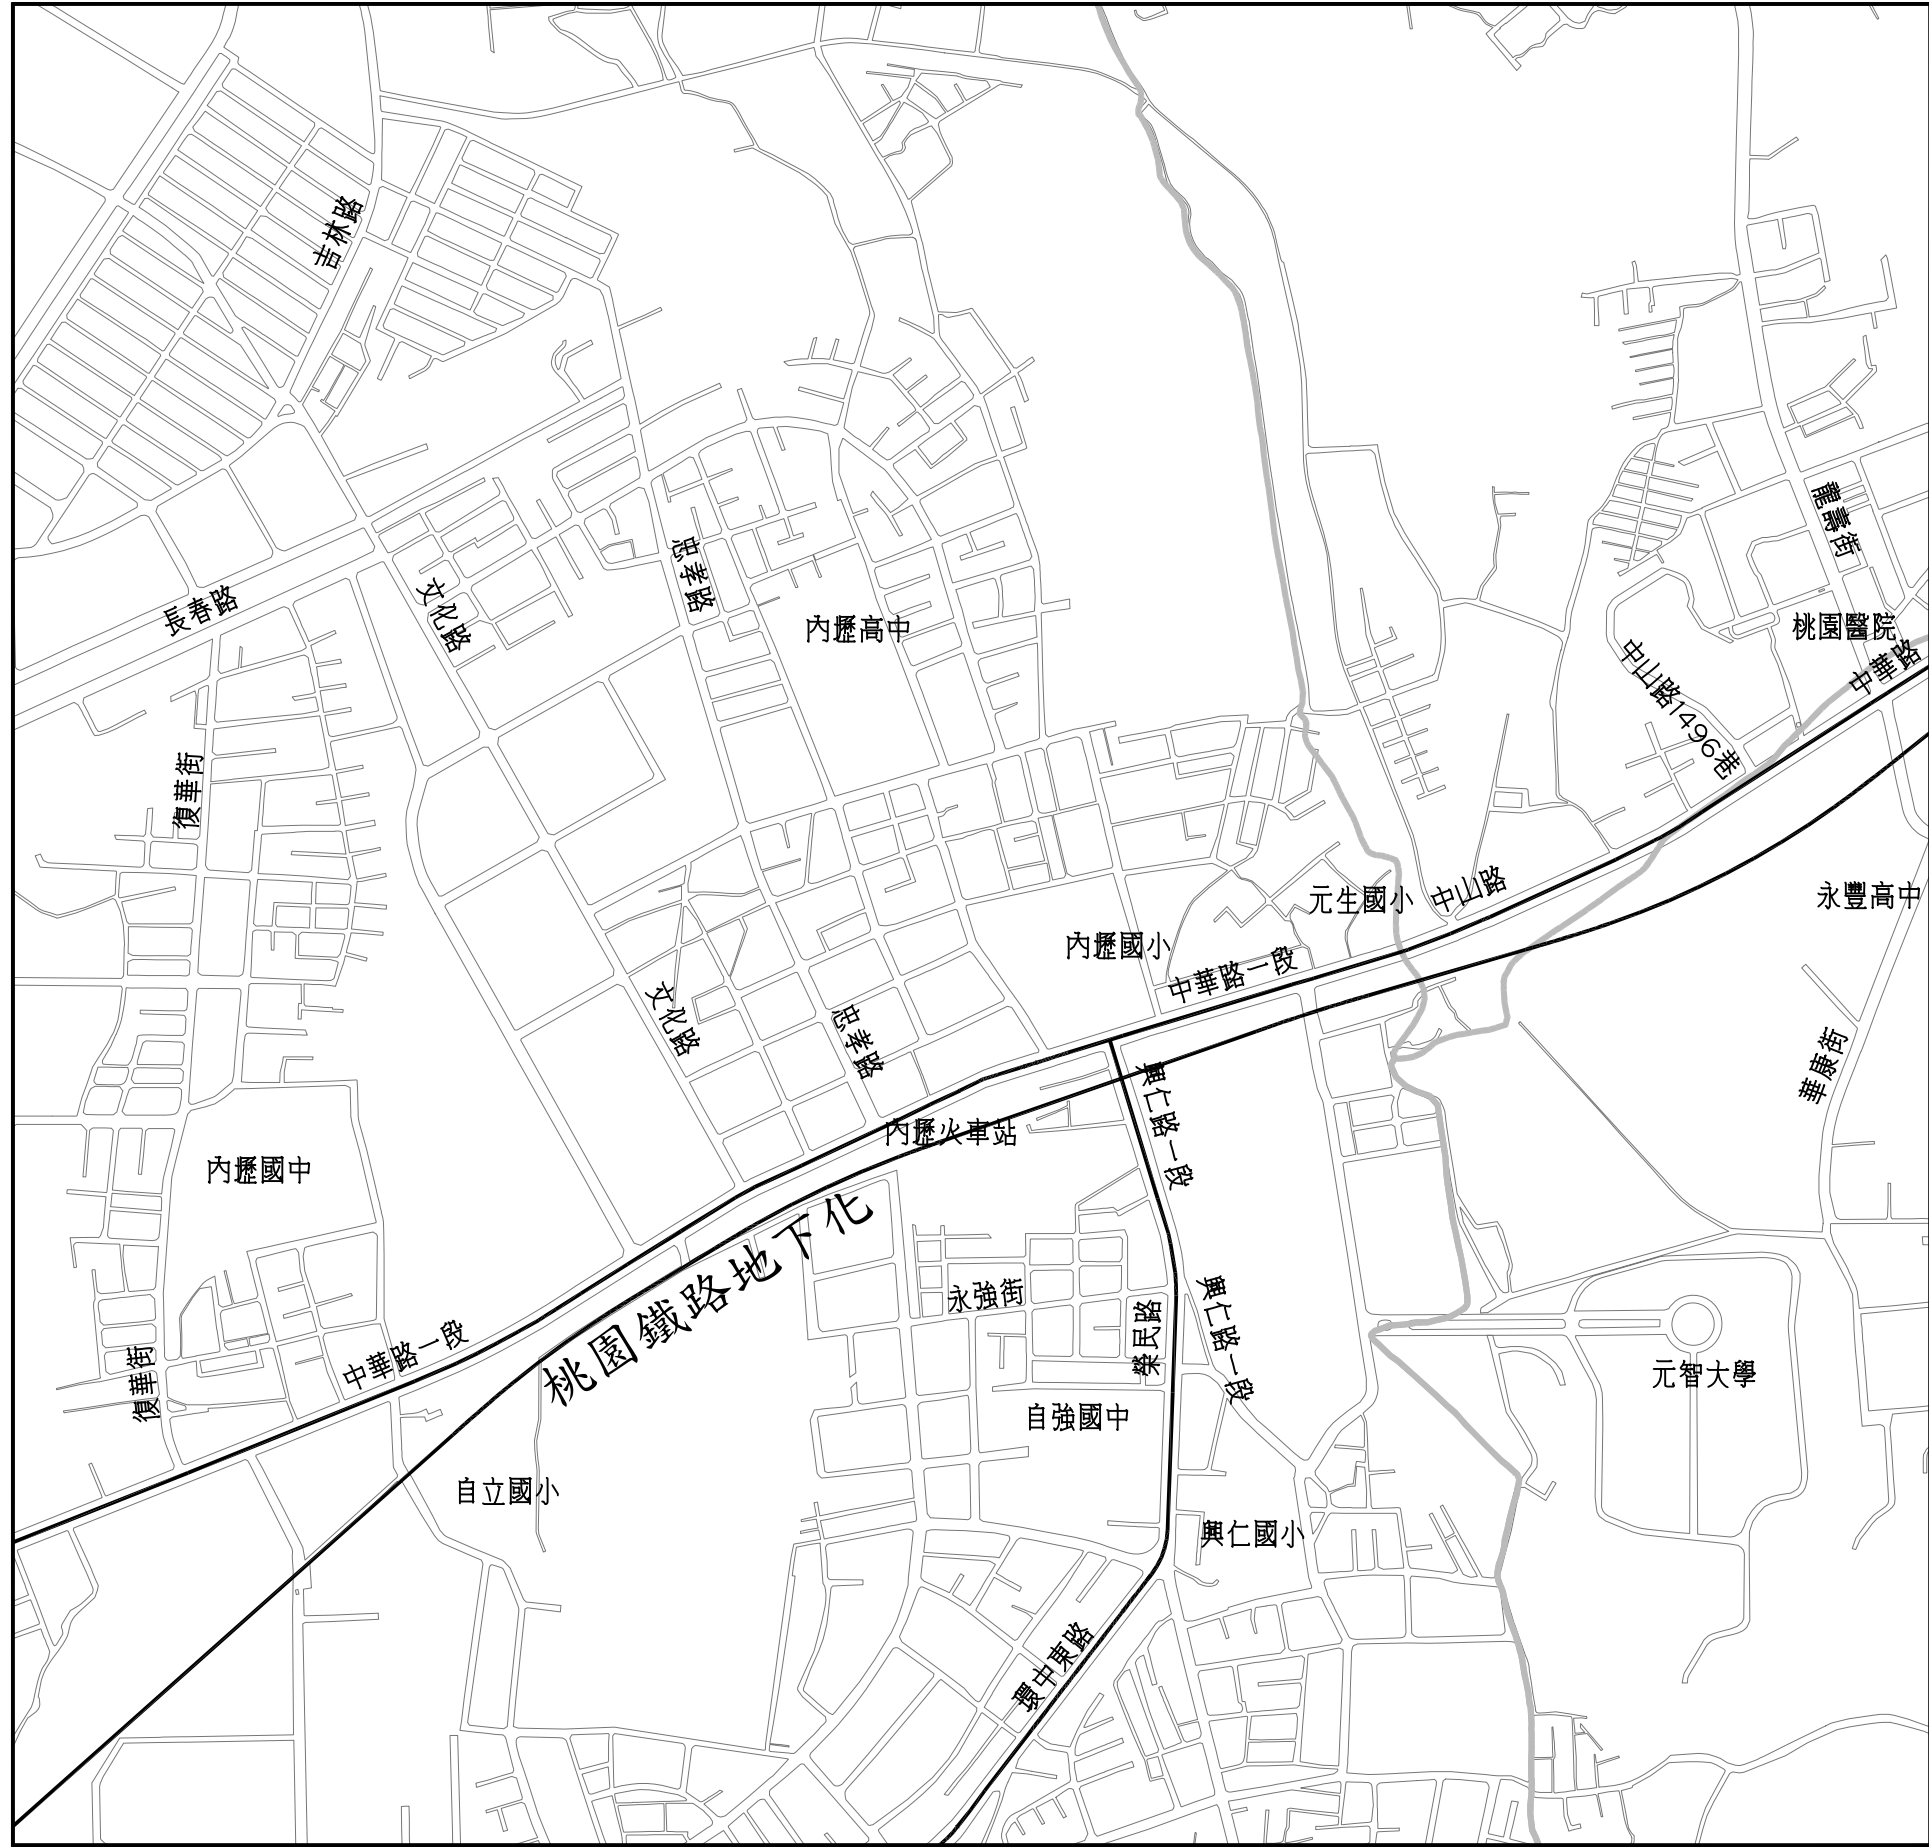 吉林路
龍壽街
忠孝路
長春路
文化路
內壢高中
桃園醫院
中華路
中山路1496巷
復華街
元生國小
中山路
永豐高中
內壢國小
中華路一段
文化路
忠孝路
華康街
內壢火車站
興仁路一段
內壢國中
桃園鐵路地下化
永強街
榮民路
興仁路一段
中華路一段
復華街
元智大學
自強國中
自立國小
興仁國小
環中東路